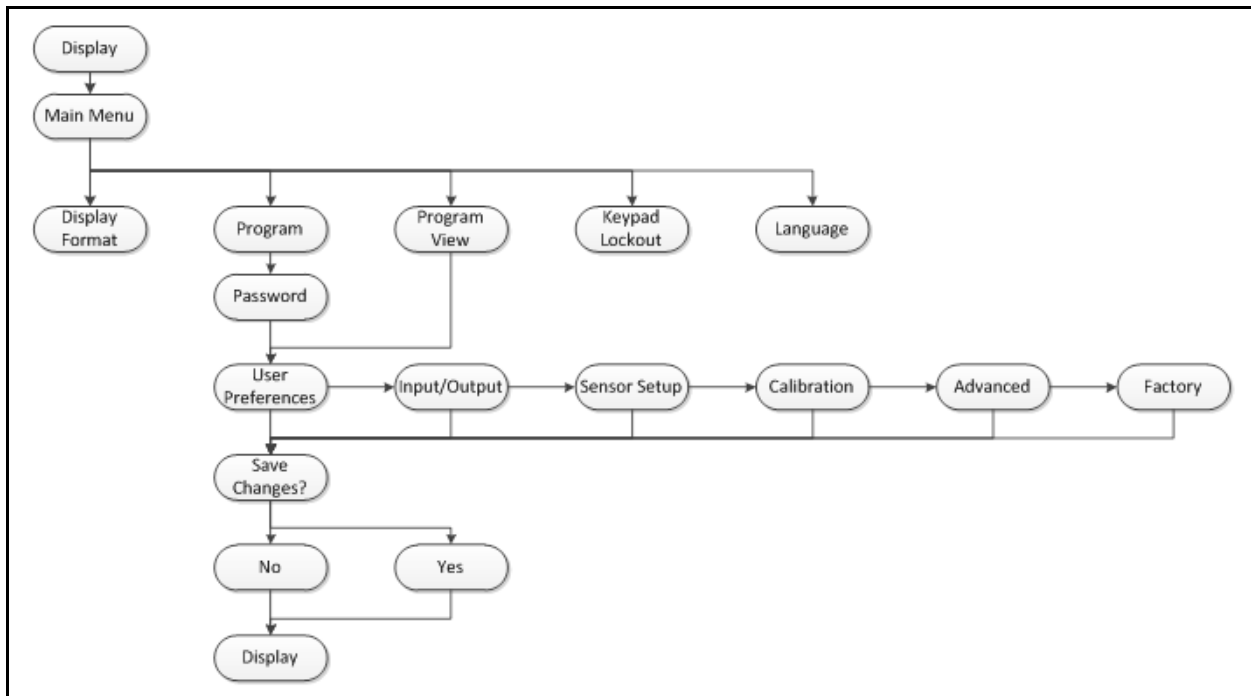 Display
Main Menu
Display
Format
Program
Program
View
Keypad
Lockout
Language
Password
User
Preferences
Input/Output
Sensor Setup
Calibration
Advanced
Factory
Save
Changes?
No
Yes
Display